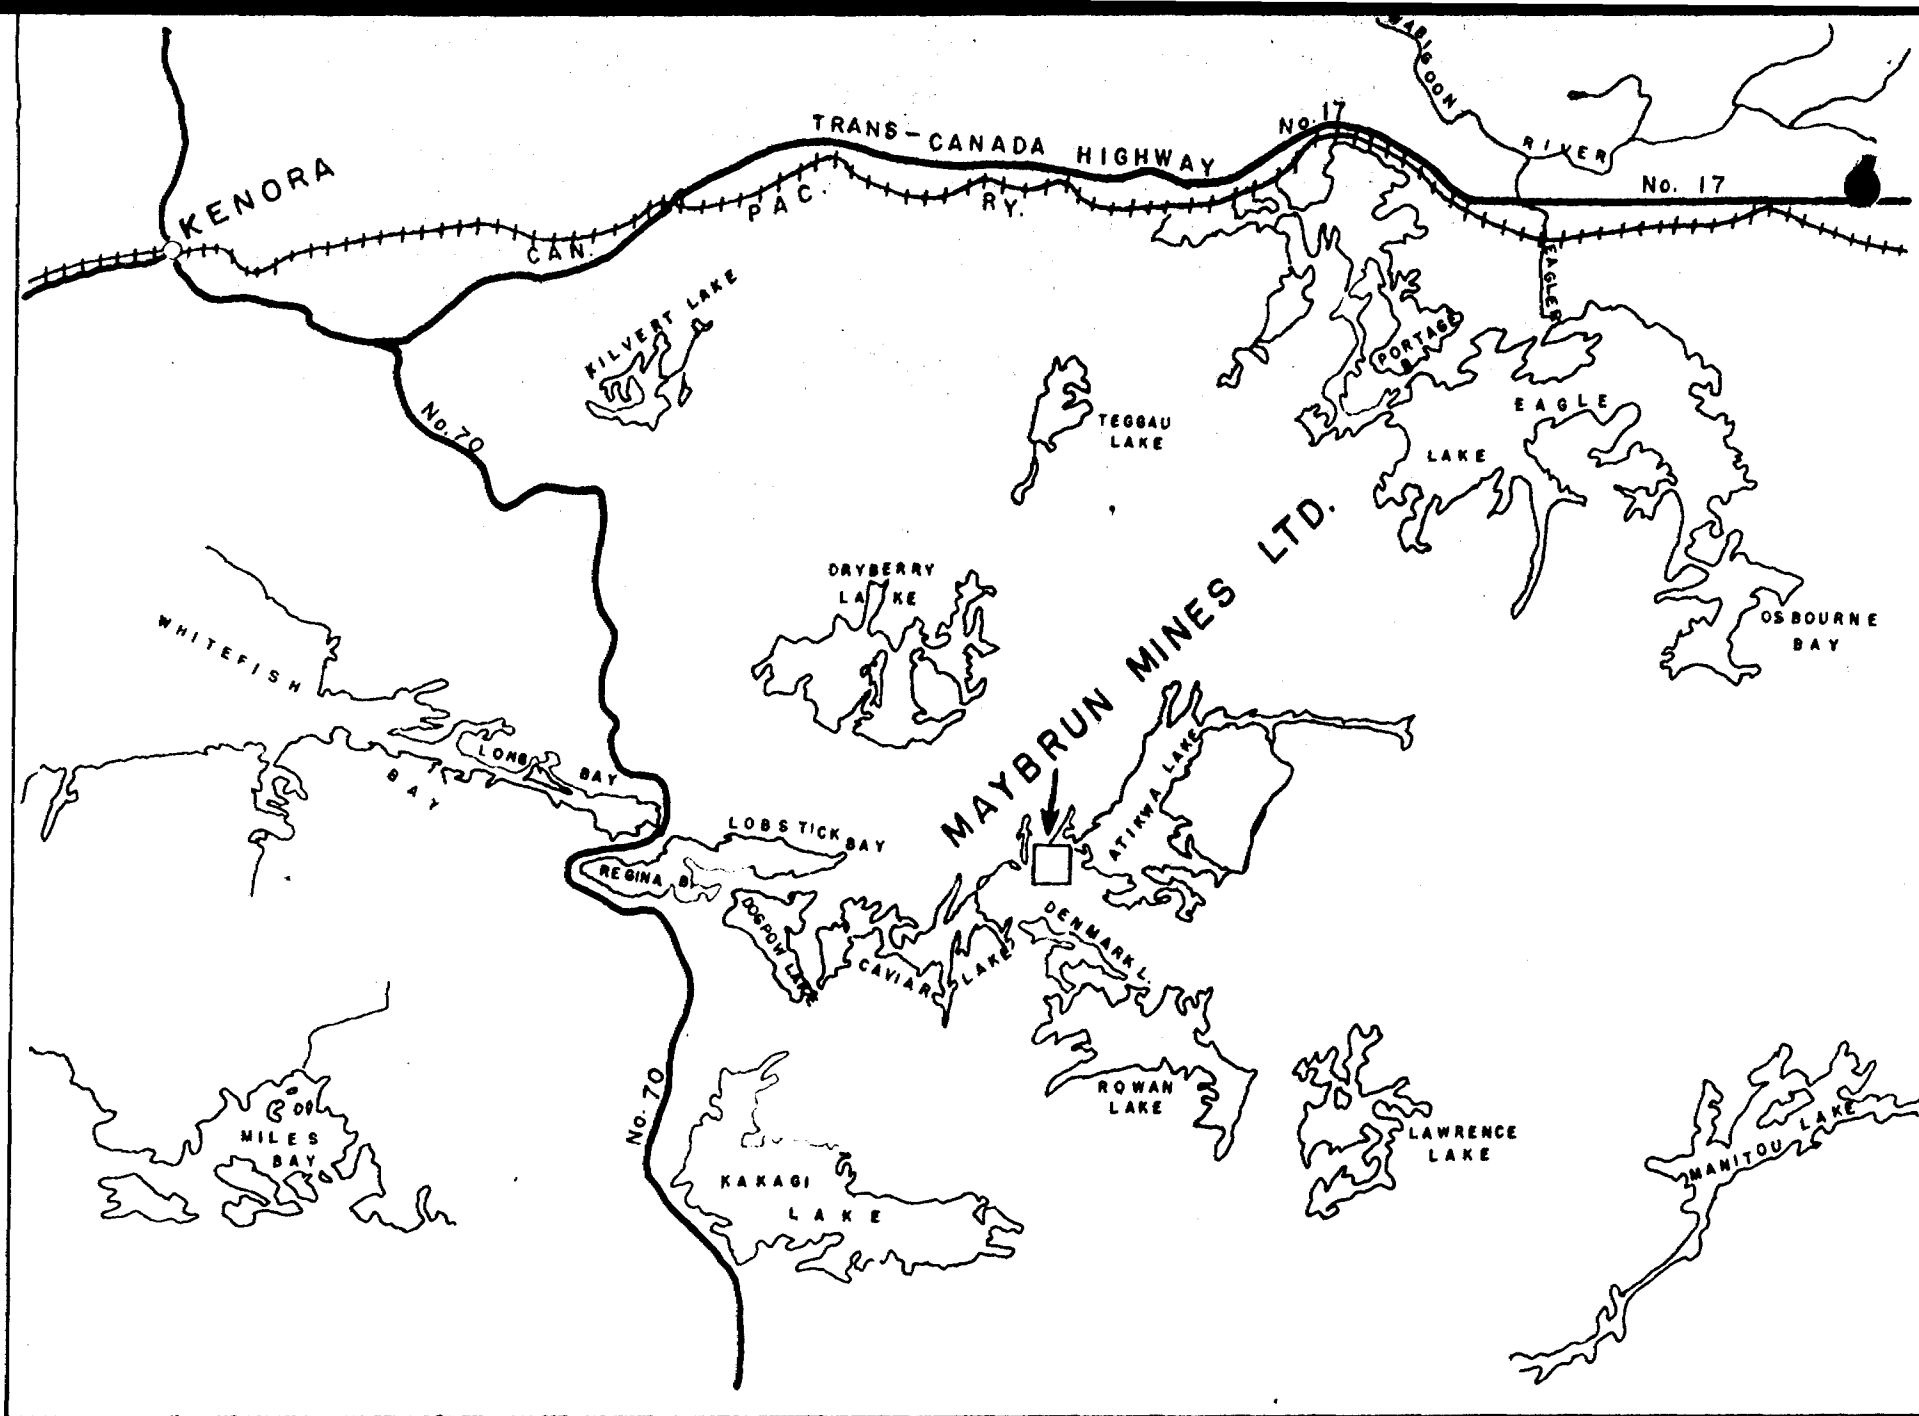 WABIGOON
RIVER
No. 17
TRANS-CANADA HIGHWAY
No. 17
KENORA
CAN. PAC. RY.
EAGLE R
KILVERT LAKE
PORTAGE
B.
EAGLE
LAKE
TEGGAU
LAKE
No. 70
MAYBRUN MINES LTD.
DRYBERRY
LAKE
OSBOURNE
BAY
WHITEFISH
BAY
LONG BAY
ATIKWA LAKE
LOBSTICK BAY
REGINA B.
DOGPOW LAKE
CAVIAR LAKE
DENMARK L.
ROWAN
LAKE
No. 70
MILES
BAY
LAWRENCE
LAKE
MANITOU LAKE
KAKAGI
LAKE